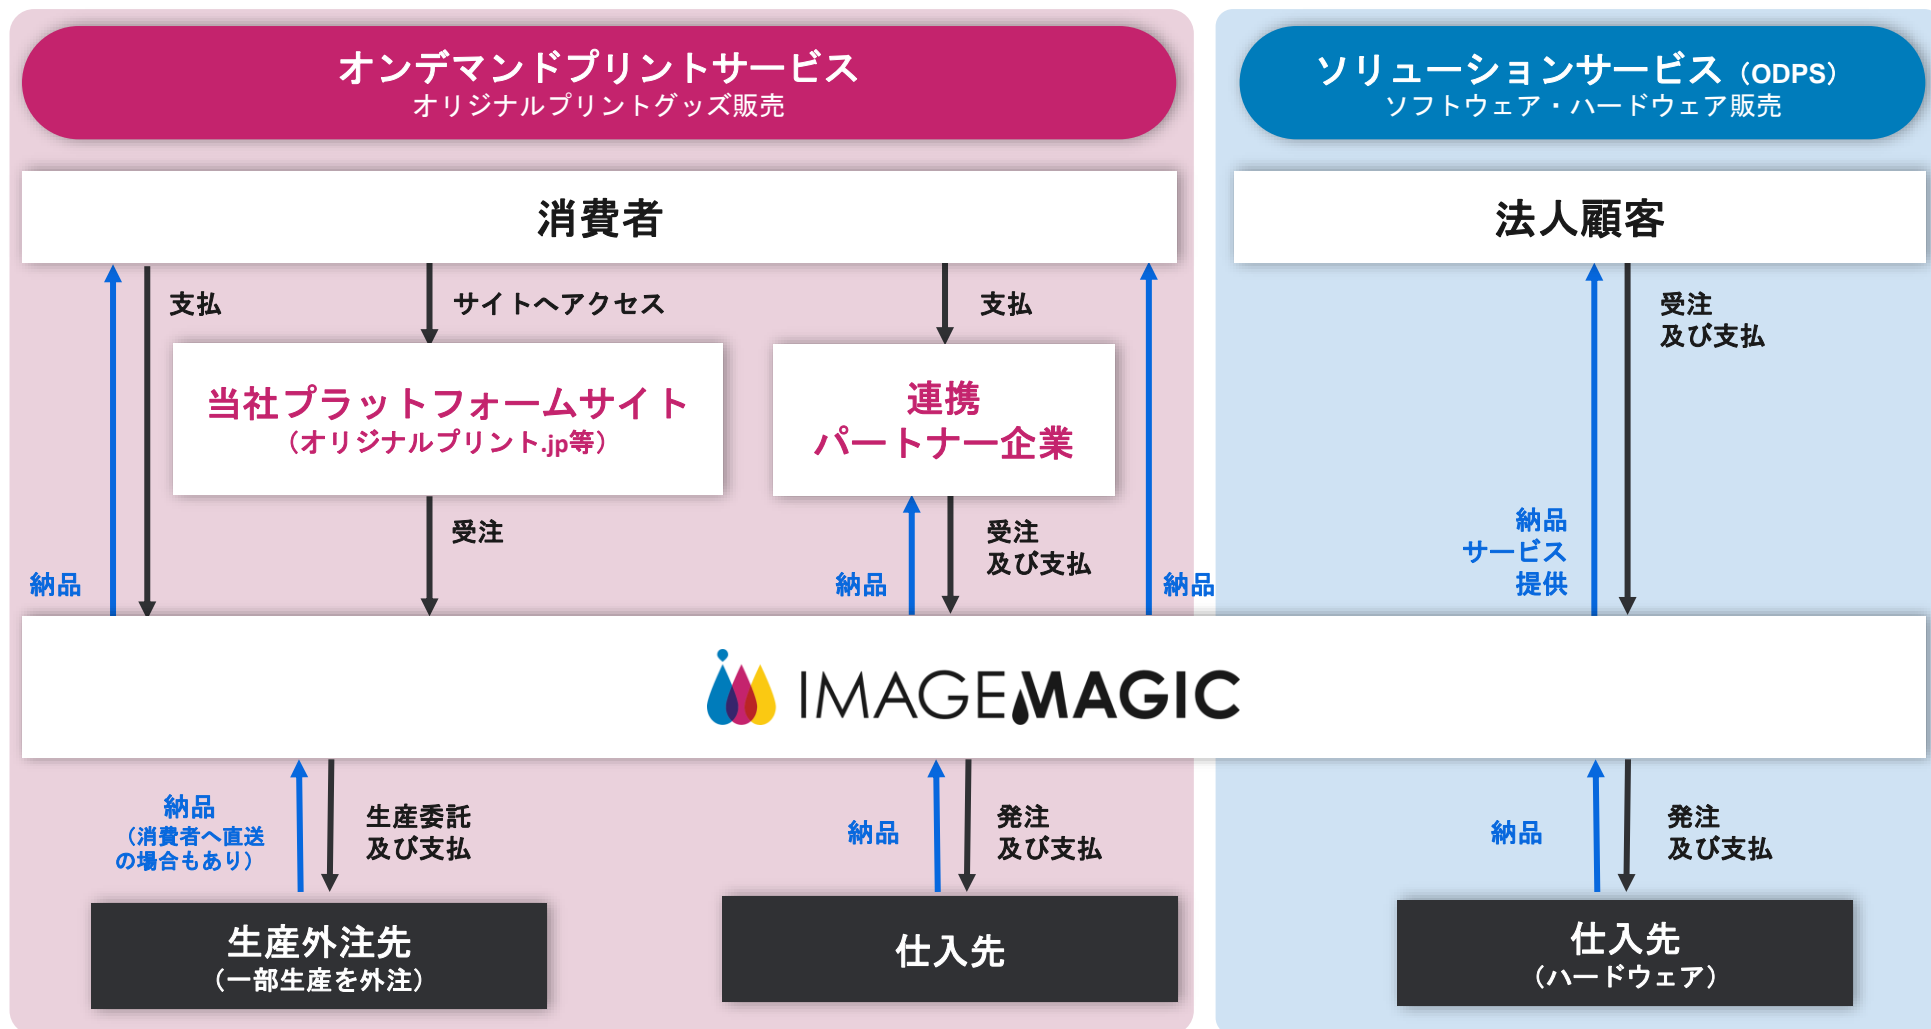 オンデマンドプリントサービス
オリジナルプリントグッズ販売
ソリューションサービス（ODPS）
ソフトウェア・ハードウェア販売
消費者
法人顧客
支払
サイトへアクセス
支払
受注
及び支払
当社プラットフォームサイト
（オリジナルプリント.jp等）
連携
パートナー企業
受注
受注
及び支払
納品
納品
納品
納品
サービス
提供
IMAGEMAGIC
納品
（消費者へ直送
の場合もあり）
生産委託
及び支払
納品
発注
及び支払
納品
発注
及び支払
生産外注先
（一部生産を外注）
仕入先
仕入先
（ハードウェア）